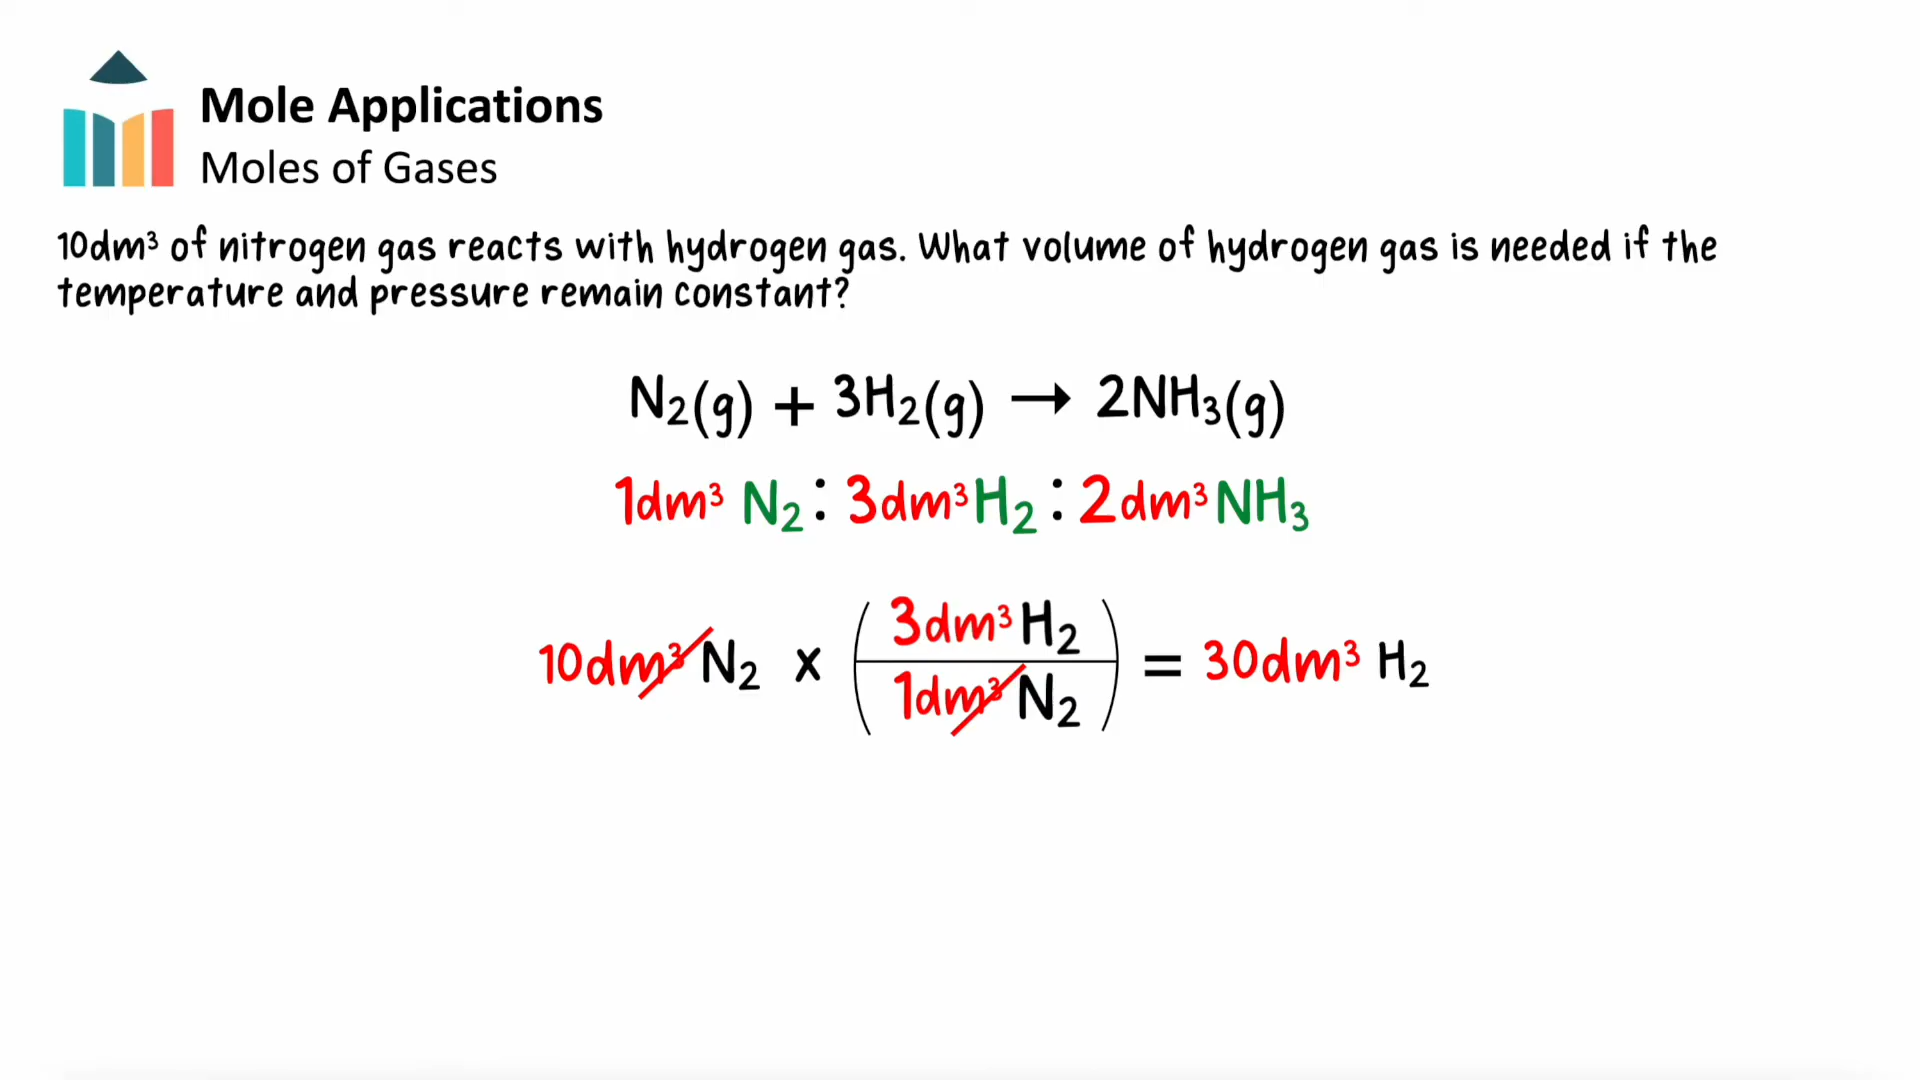 Mole Applications
Moles of Gases
10dm³ of nitrogen gas reacts with hydrogen gas. What volume of hydrogen gas is needed if the
temperature and pressure remain constant?
N₂(g) + 3H₂(g) → 2NH₃(g)
1dm³ N₂ : 3dm³ H₂ : 2dm³ NH₃
10dm³ N₂ x ( 3dm³ H₂ / 1dm³ N₂ ) = 30dm³ H₂